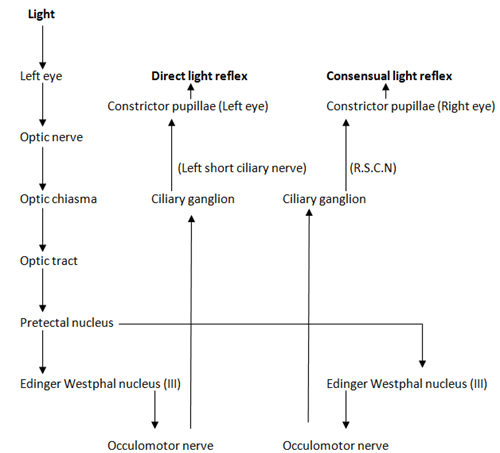 Light
Left eye
Direct light reflex
Consensual light reflex
Constrictor pupillae (Left eye)
Constrictor pupillae (Right eye)
Optic nerve
(Left short ciliary nerve)
(R.S.C.N)
Optic chiasma
Ciliary ganglion
Ciliary ganglion
Optic tract
Pretectal nucleus
Edinger Westphal nucleus (III)
Edinger Westphal nucleus (III)
Occulomotor nerve
Occulomotor nerve